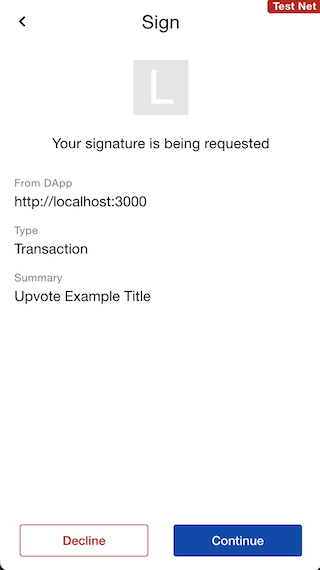 Test Net
Sign
L
Your signature is being requested
From DApp
http://localhost:3000
Type
Transaction
Summary
Upvote Example Title
Decline
Continue